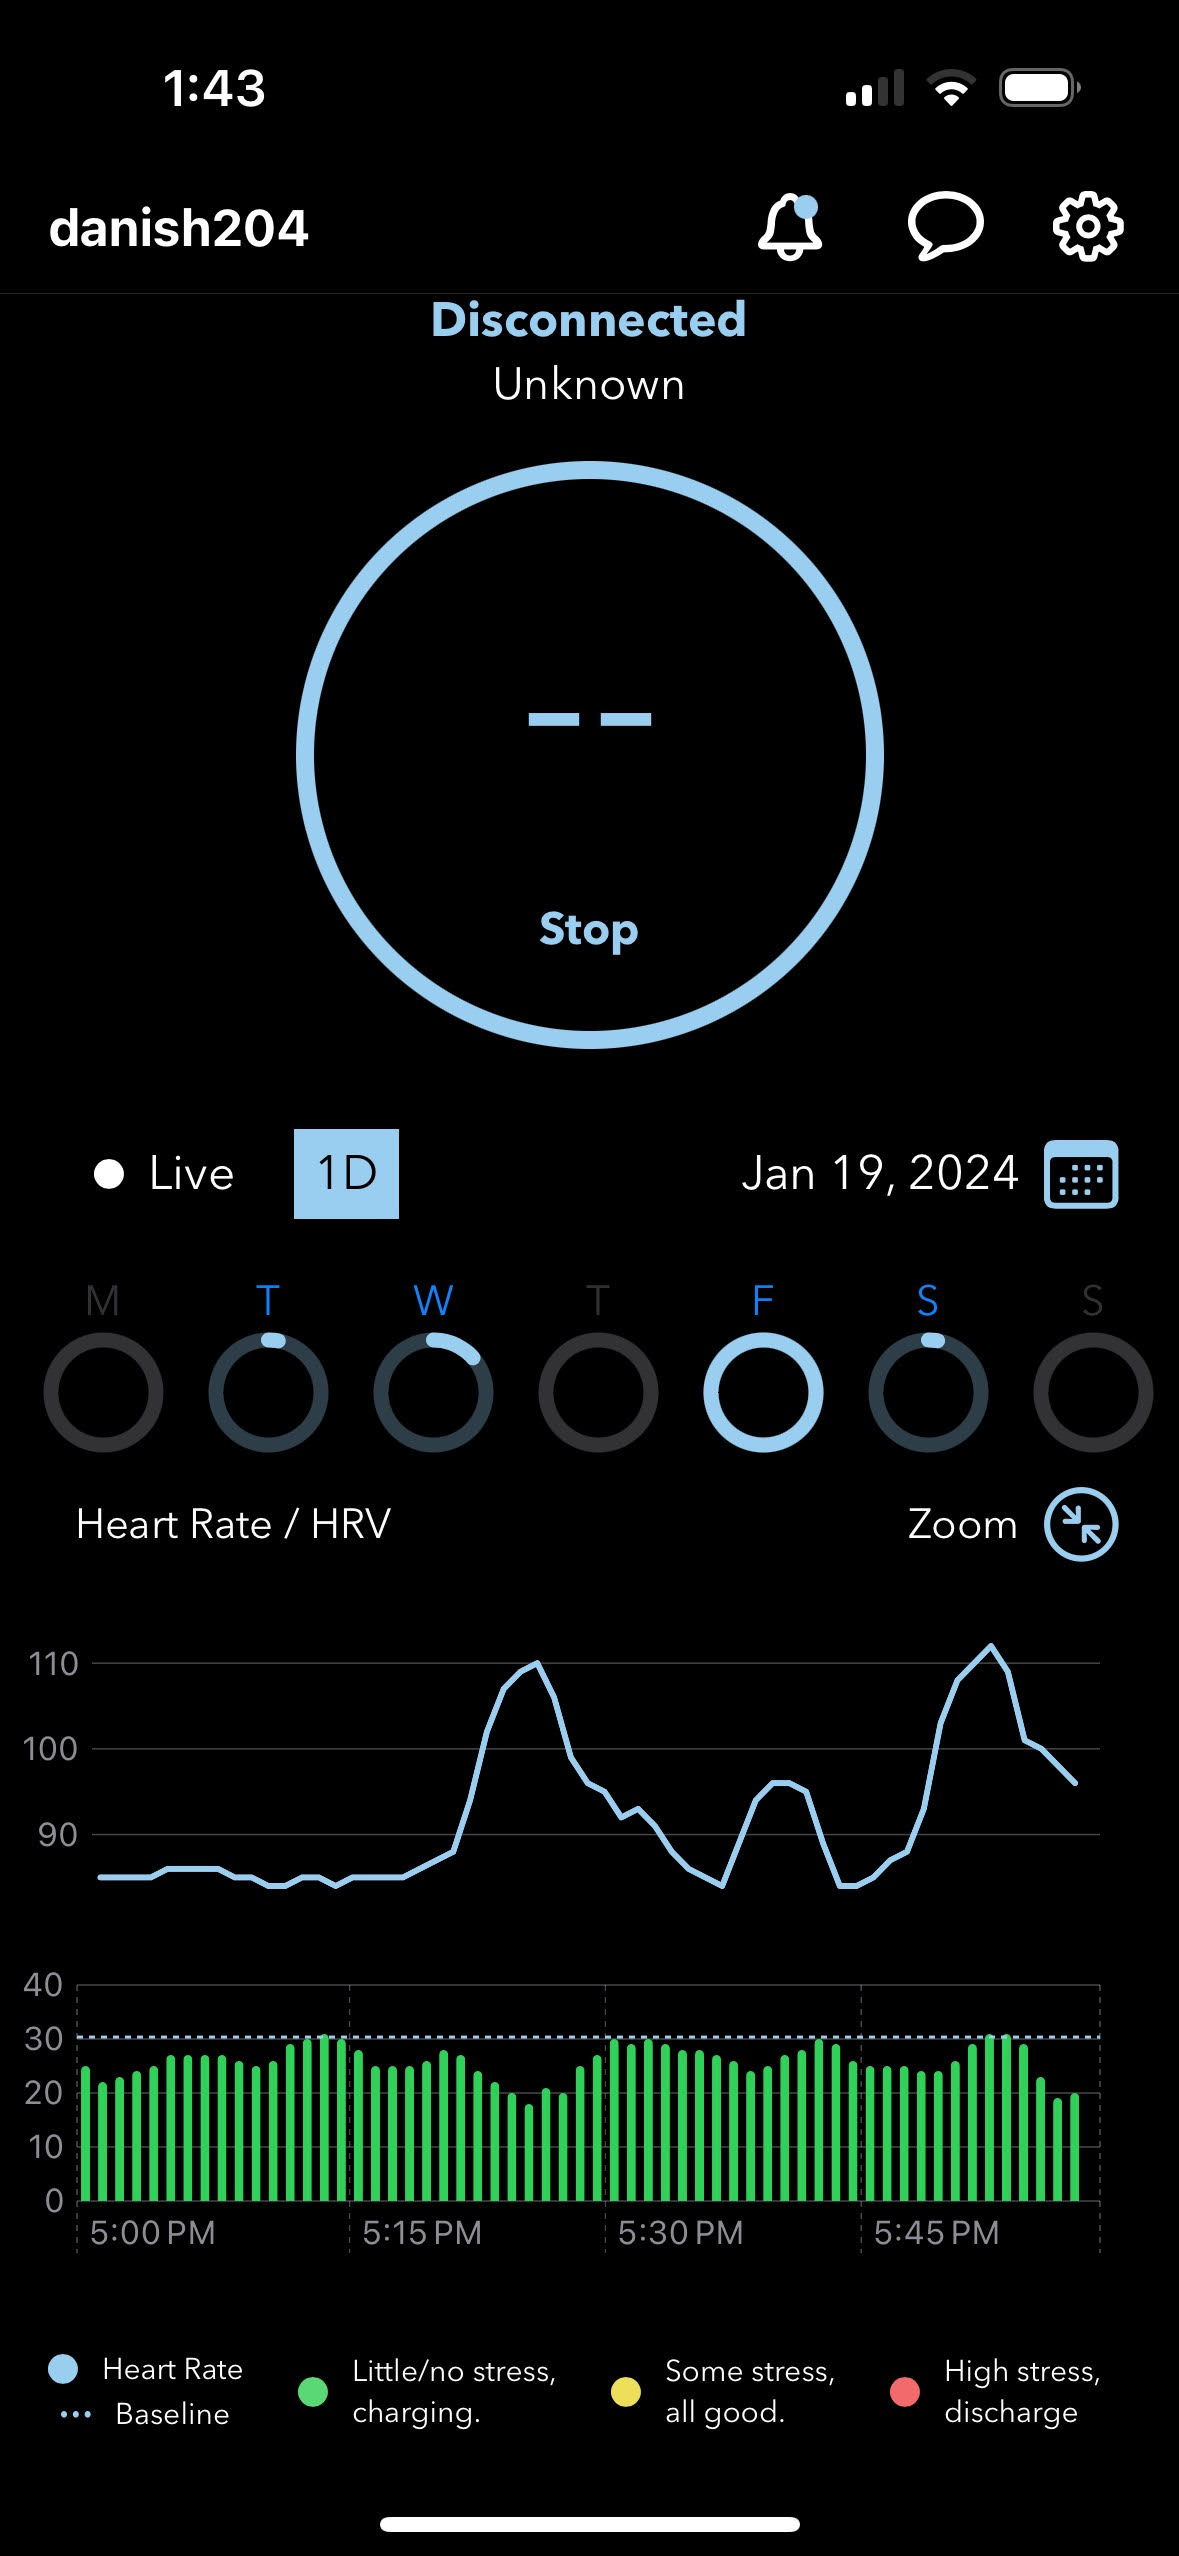 1:43
danish204
Disconnected
Unknown
--
Stop
Live 1D Jan 19, 2024
M T W T F S S
Heart Rate / HRV Zoom
110
100
90
40
30
20
10
0
5:00 PM 5:15 PM 5:30 PM 5:45 PM
Heart Rate
Baseline
Little/no stress,
charging.
Some stress,
all good.
High stress,
discharge